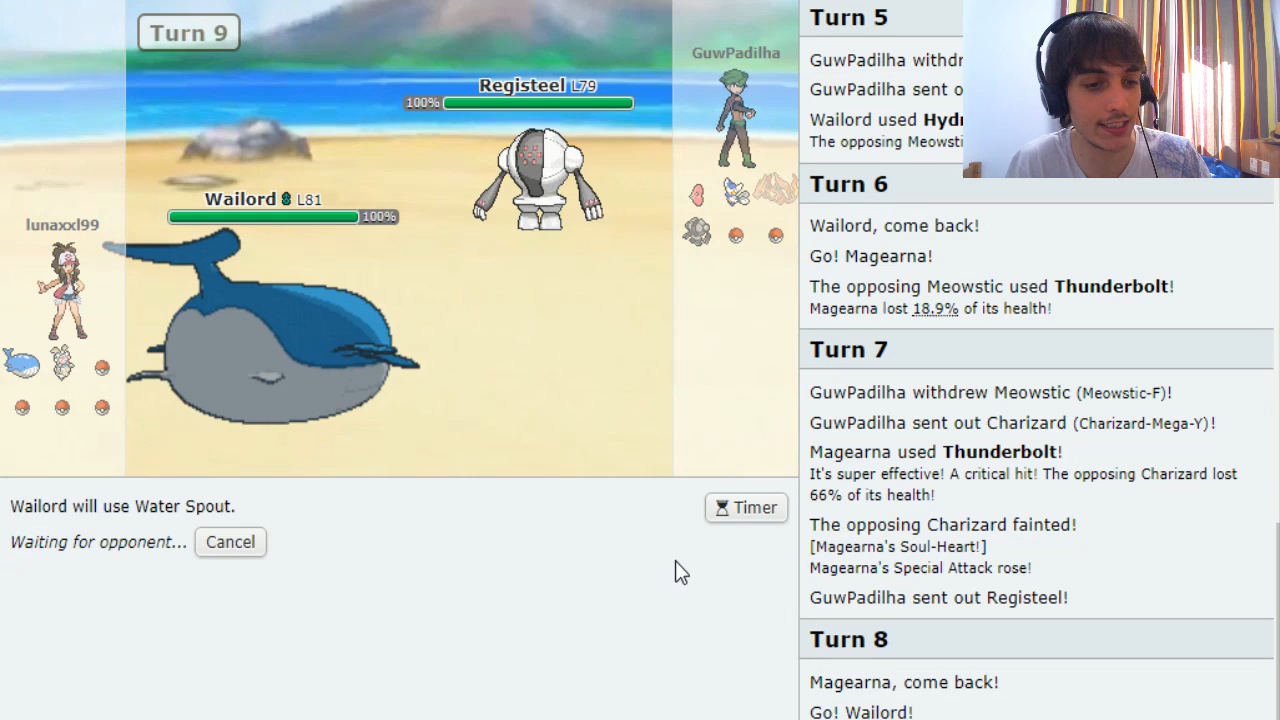 Turn 9
GuwPadilha
Registeel L79
100%
Wailord L81
100%
lunaxxl99
Wailord will use Water Spout.
Timer
Waiting for opponent... Cancel
Turn 5
GuwPadilha withdr
GuwPadilha sent o
Wailord used Hydr
The opposing Meowsti
Turn 6
Wailord, come back!
Go! Magearna!
The opposing Meowstic used Thunderbolt!
Magearna lost 18.9% of its health!
Turn 7
GuwPadilha withdrew Meowstic (Meowstic-F)!
GuwPadilha sent out Charizard (Charizard-Mega-Y)!
Magearna used Thunderbolt!
It's super effective! A critical hit! The opposing Charizard lost
66% of its health!
The opposing Charizard fainted!
[Magearna's Soul-Heart!]
Magearna's Special Attack rose!
GuwPadilha sent out Registeel!
Turn 8
Magearna, come back!
Go! Wailord!